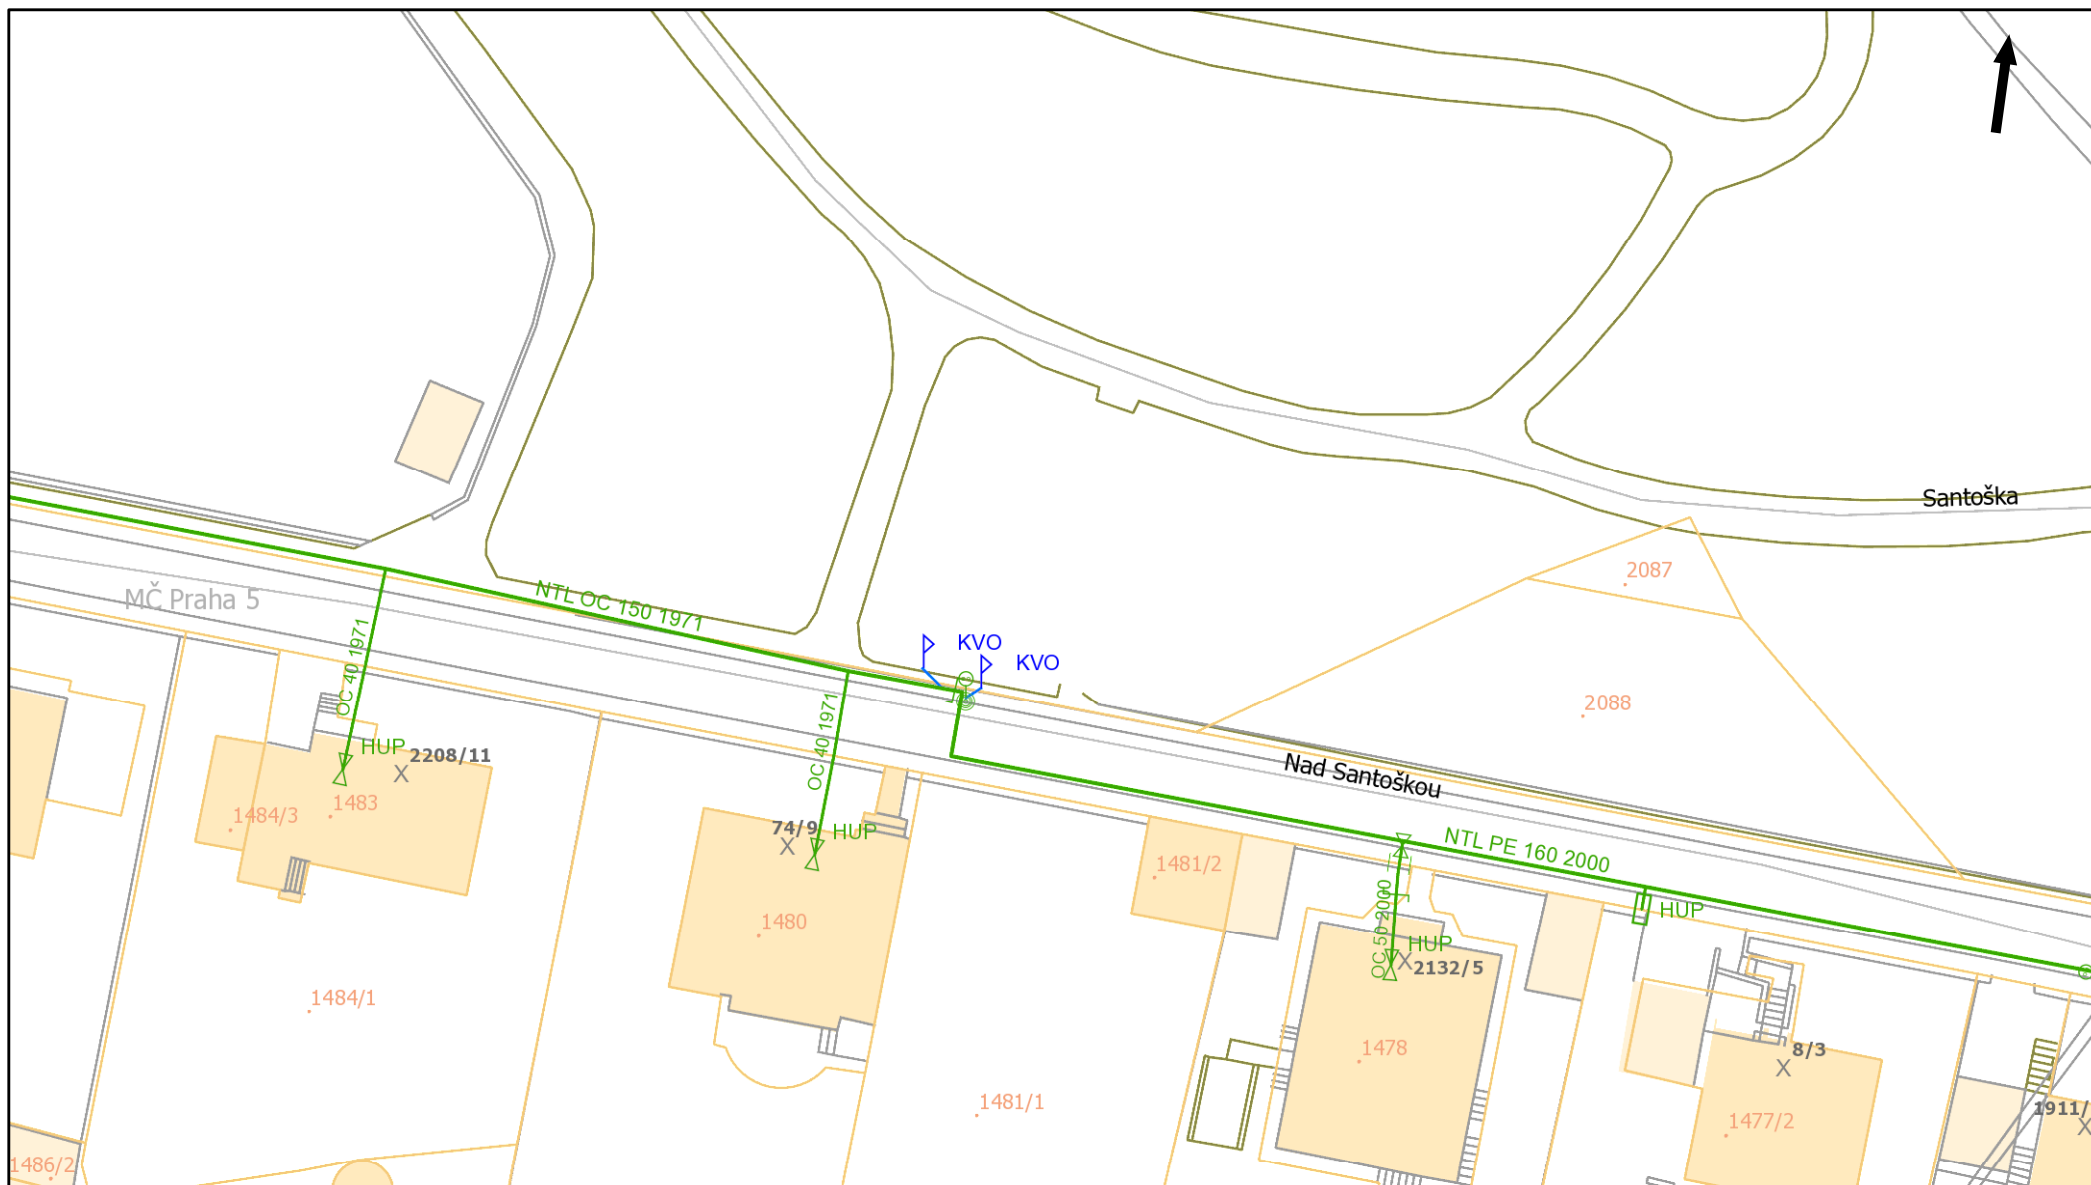 Santoška
2087
MČ Praha 5
NTL OC 150 1971
OC 40 1971
KVO
KVO
2088
OC 40 1971
Nad Santoškou
HUP
2208/11
1483
1484/3
74/9
HUP
NTL PE 160 2000
1481/2
HUP
1480
OC 50 2000
HUP
2132/5
1484/1
1478
8/3
1481/1
1477/2
1911/
1486/2